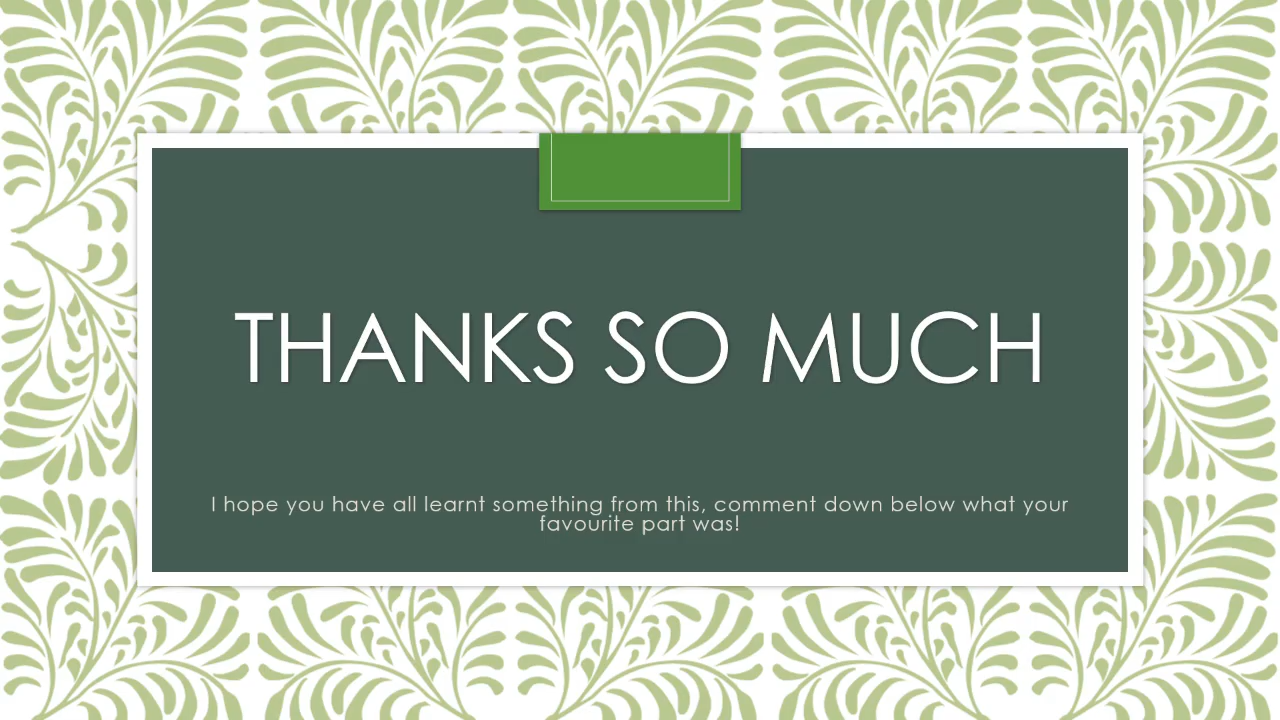 THANKS SO MUCH
I hope you have all learnt something from this, comment down below what your
favourite part was!